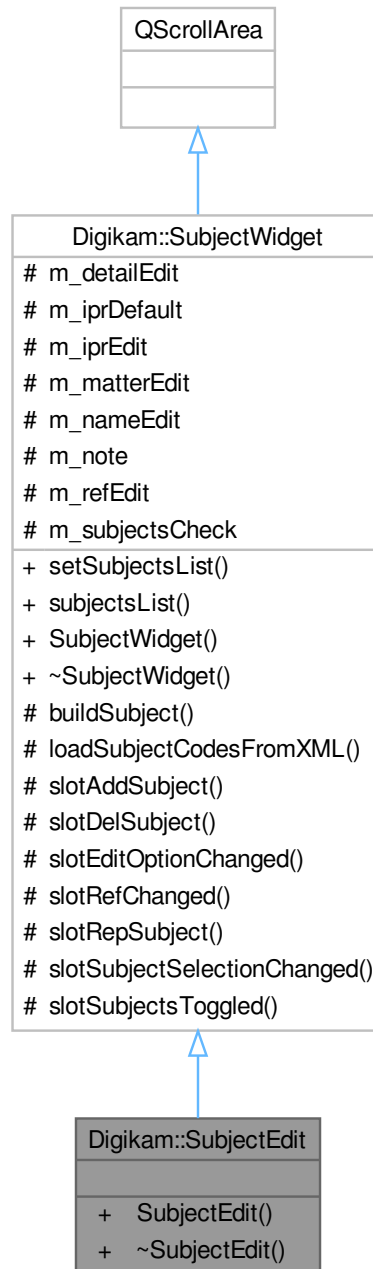 QScrollArea
Digikam::SubjectWidget
# m_detailEdit
# m_iprDefault
# m_iprEdit
# m_matterEdit
# m_nameEdit
# m_note
# m_refEdit
# m_subjectsCheck
+ setSubjectsList()
+ subjectsList()
+ SubjectWidget()
+ ~SubjectWidget()
# buildSubject()
# loadSubjectCodesFromXML()
# slotAddSubject()
# slotDelSubject()
# slotEditOptionChanged()
# slotRefChanged()
# slotRepSubject()
# slotSubjectSelectionChanged()
# slotSubjectsToggled()
Digikam::SubjectEdit
+ SubjectEdit()
+ ~SubjectEdit()